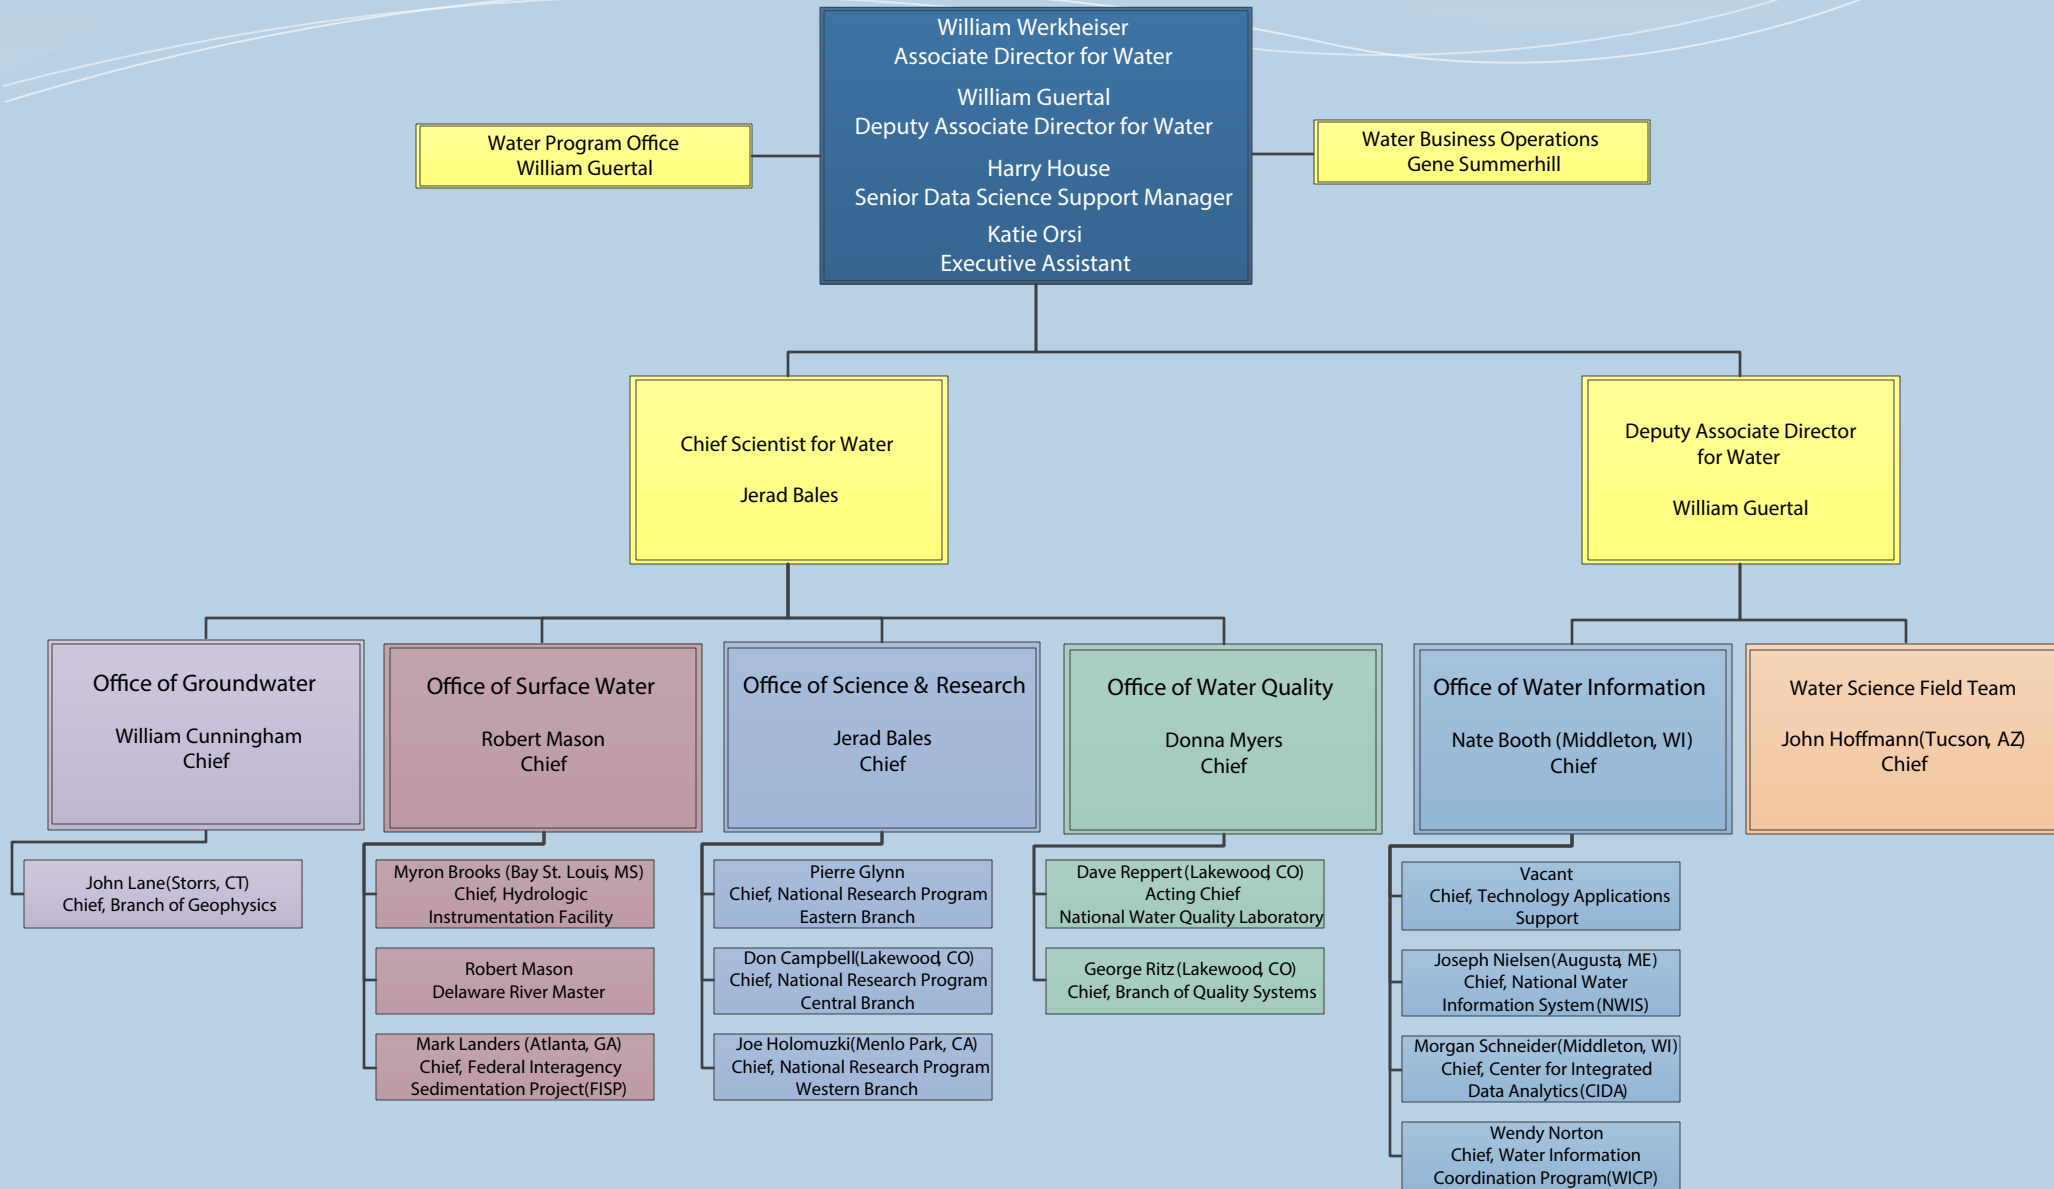 William Werkheiser
Associate Director for Water
William Guertal
Deputy Associate Director for Water
Harry House
Senior Data Science Support Manager
Katie Orsi
Executive Assistant
Water Program Office
William Guertal
Water Business Operations
Gene Summerhill
Chief Scientist for Water
Jerad Bales
Deputy Associate Director
for Water
William Guertal
Office of Groundwater
William Cunningham
Chief
Office of Surface Water
Robert Mason
Chief
Office of Science & Research
Jerad Bales
Chief
Office of Water Quality
Donna Myers
Chief
Office of Water Information
Nate Booth (Middleton, WI)
Chief
Water Science Field Team
John Hoffmann(Tucson, AZ)
Chief
John Lane(Storrs, CT)
Chief, Branch of Geophysics
Myron Brooks (Bay St. Louis, MS)
Chief, Hydrologic
Instrumentation Facility
Robert Mason
Delaware River Master
Mark Landers (Atlanta, GA)
Chief, Federal Interagency
Sedimentation Project(FISP)
Pierre Glynn
Chief, National Research Program
Eastern Branch
Don Campbell(Lakewood, CO)
Chief, National Research Program
Central Branch
Joe Holomuzki(Menlo Park, CA)
Chief, National Research Program
Western Branch
Dave Reppert(Lakewood, CO)
Acting Chief
National Water Quality Laboratory
George Ritz(Lakewood, CO)
Chief, Branch of Quality Systems
Vacant
Chief, Technology Applications
Support
Joseph Nielsen(Augusta, ME)
Chief, National Water
Information System(NWIS)
Morgan Schneider(Middleton, WI)
Chief, Center for Integrated
Data Analytics(CIDA)
Wendy Norton
Chief, Water Information
Coordination Program(WICP)